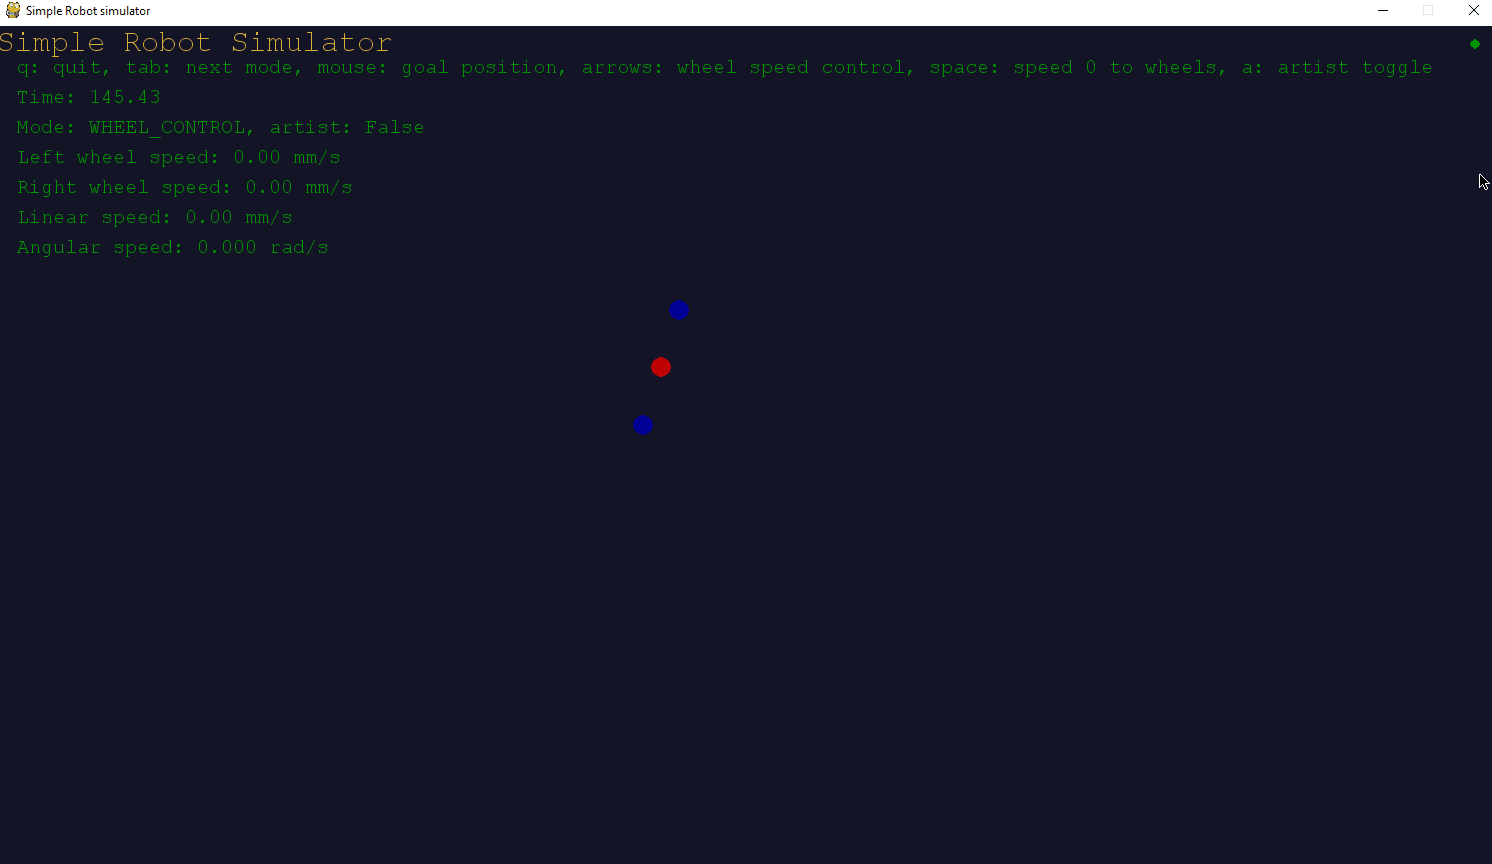 Simple Robot simulator
Simple Robot Simulator
q: quit, tab: next mode, mouse: goal position, arrows: wheel speed control, space: speed 0 to wheels, a: artist toggle
Time: 145.43
Mode: WHEEL_CONTROL, artist: False
Left wheel speed: 0.00 mm/s
Right wheel speed: 0.00 mm/s
Linear speed: 0.00 mm/s
Angular speed: 0.000 rad/s